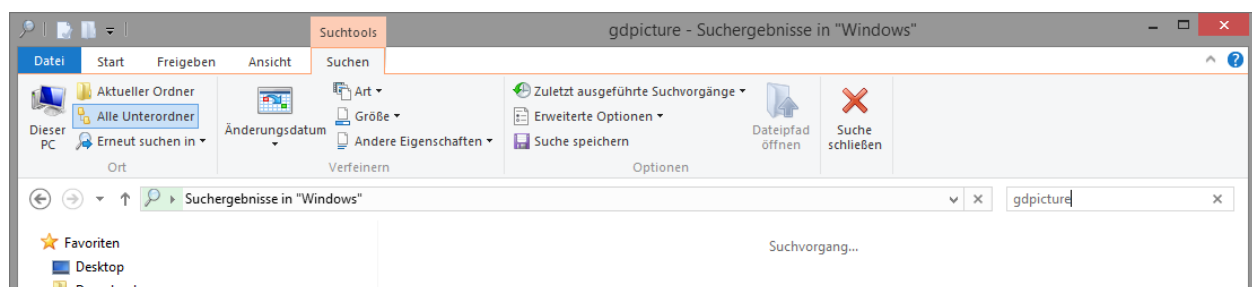 Suchtools
gdpicture - Suchergebnisse in "Windows"
Datei Start Freigeben Ansicht Suchen
Dieser PC
Aktueller Ordner
Alle Unterordner
Erneut suchen in
Ort
Änderungsdatum
Art
Größe
Andere Eigenschaften
Verfeinern
Zuletzt ausgeführte Suchvorgänge
Erweiterte Optionen
Suche speichern
Dateipfad öffnen
Optionen
Suche schließen
Suchergebnisse in "Windows"
gdpicture
Favoriten
Suchvorgang...
Desktop